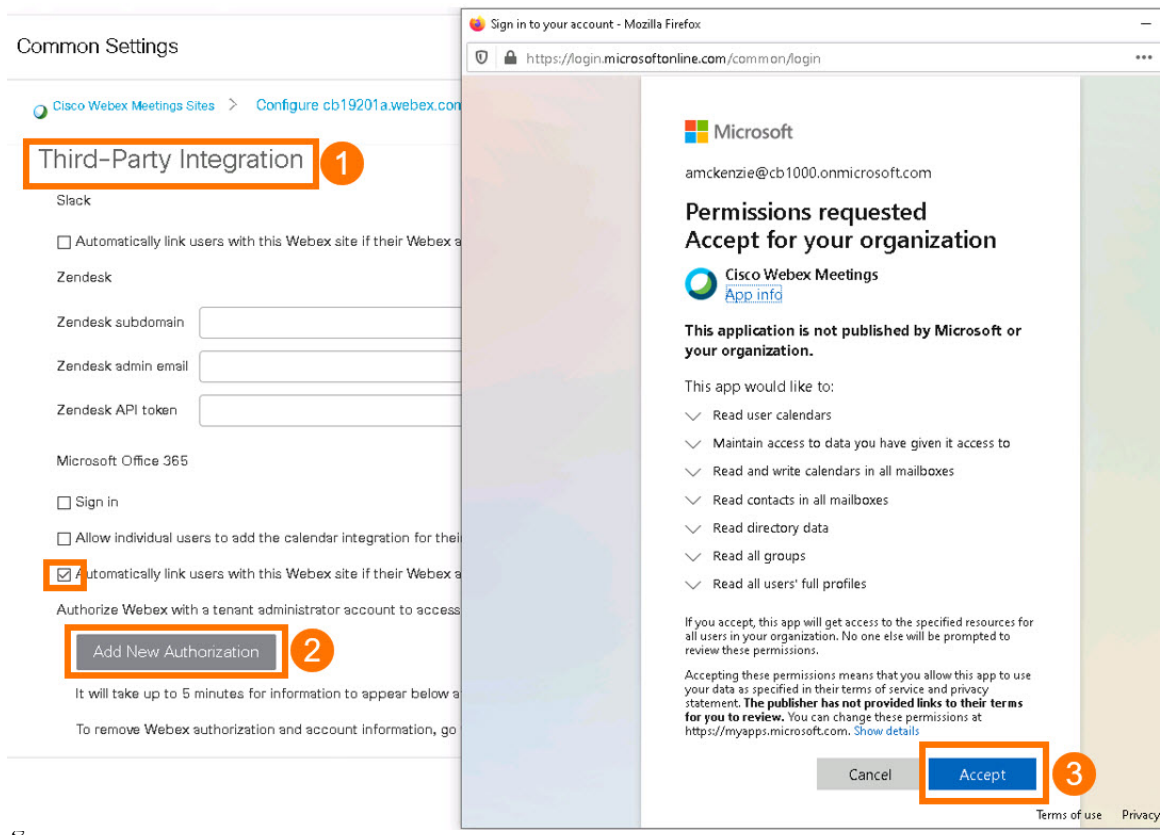 Common Settings
Cisco Webex Meetings Sites > Configure cb19201a.webex.con
Third-Party Integration
1
Slack
Automatically link users with this Webex site if their Webex a
Zendesk
Zendesk subdomain
Zendesk admin email
Zendesk API token
Microsoft Office 365
Sign in
Allow individual users to add the calendar integration for thei
Automatically link users with this Webex site if their Webex a
Authorize Webex with a tenant administrator account to access
Add New Authorization
2
It will take up to 5 minutes for information to appear below a
To remove Webex authorization and account information, go
Sign in to your account - Mozilla Firefox
https://login.microsoftonline.com/common/login
Microsoft
amckenzie@cb1000.onmicrosoft.com
Permissions requested
Accept for your organization
Cisco Webex Meetings
App info
This application is not published by Microsoft or
your organization.
This app would like to:
Read user calendars
Maintain access to data you have given it access to
Read and write calendars in all mailboxes
Read contacts in all mailboxes
Read directory data
Read all groups
Read all users' full profiles
If you accept, this app will get access to the specified resources for
all users in your organization. No one else will be prompted to
review these permissions.
Accepting these permissions means that you allow this app to use
your data as specified in their terms of service and privacy
statement. The publisher has not provided links to their terms
for you to review. You can change these permissions at
https://myapps.microsoft.com. Show details
Cancel
Accept
3
Terms of use
Privacy